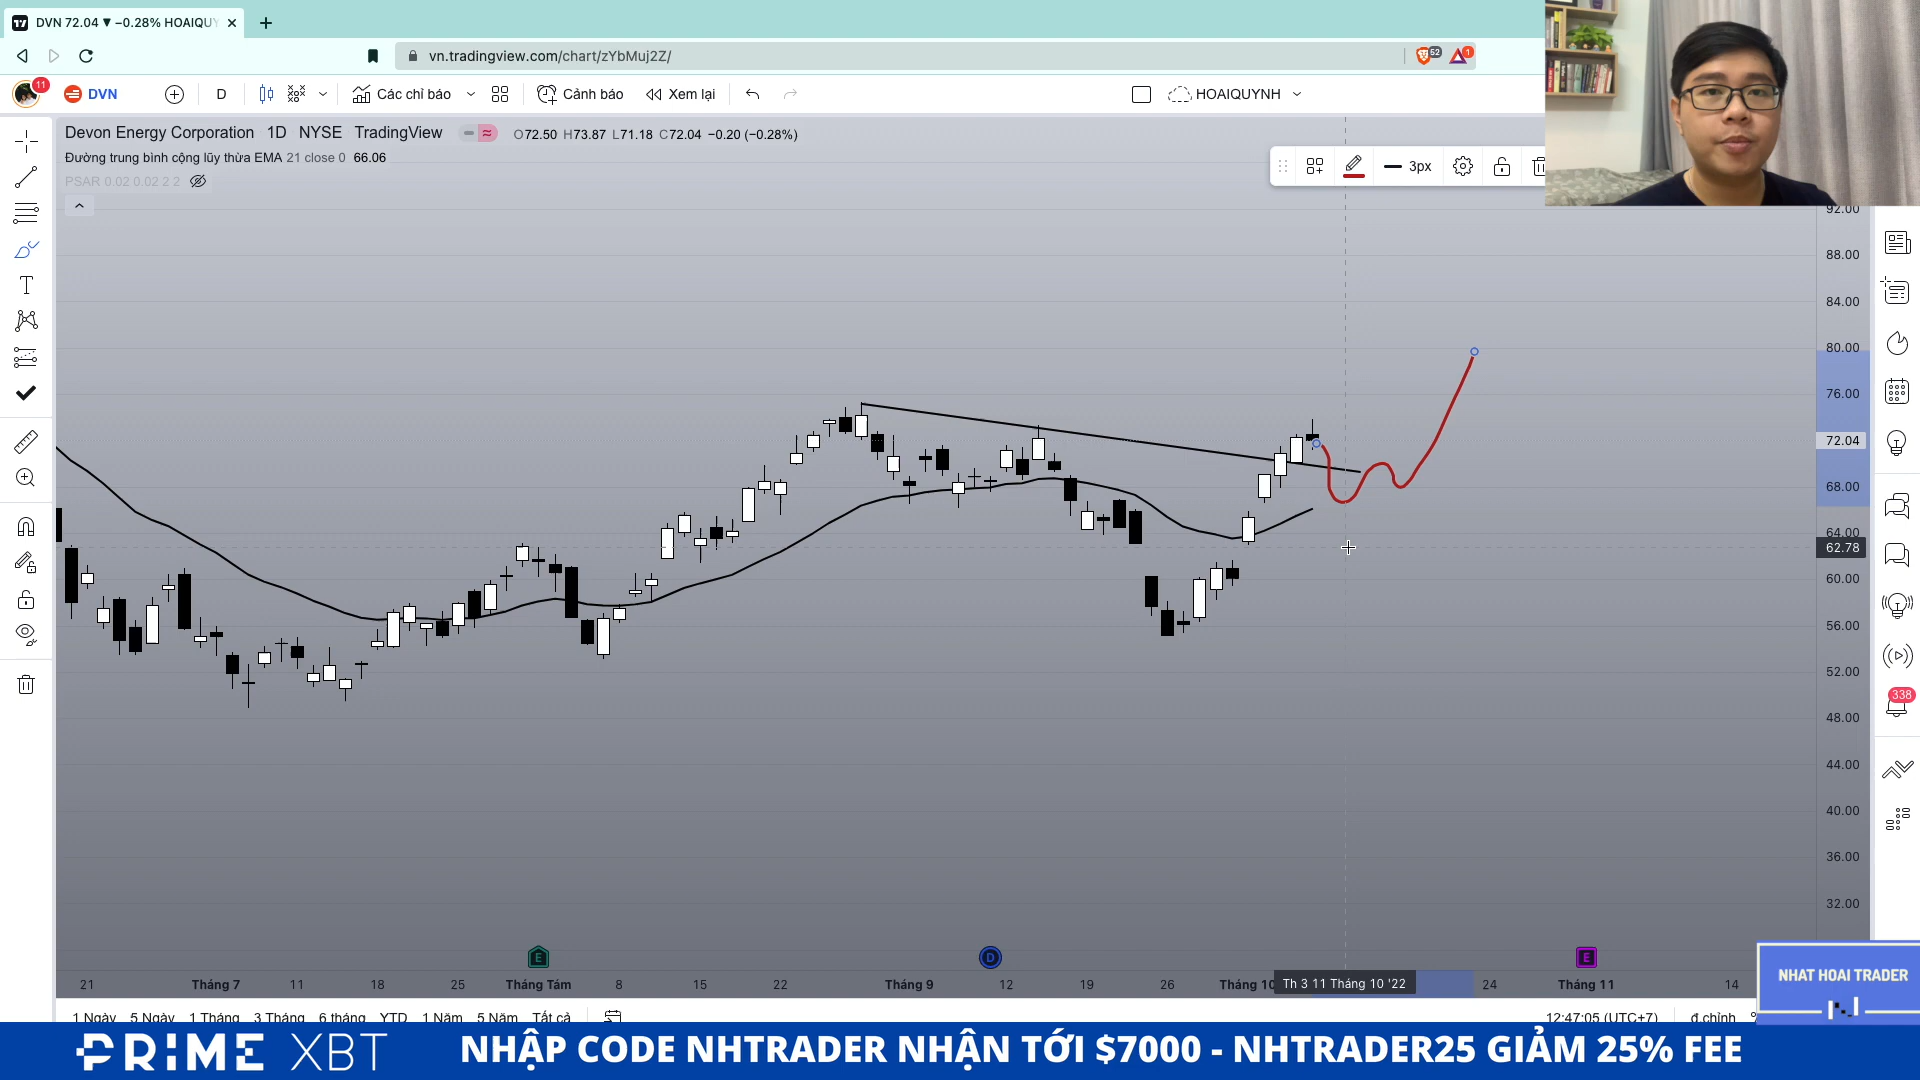 DVN 72.04 ▼ −0.28% HOAIQUY
vn.tradingview.com/chart/zYbMuj2Z/
52
1
11
DVN
D
Các chỉ báo
Cảnh báo
Xem lại
HOAIQUYNH
Devon Energy Corporation 1D NYSE TradingView
O72.50 H73.87 L71.18 C72.04 −0.20 (−0.28%)
Đường trung bình cộng lũy thừa EMA 21 close 0 66.06
PSAR 0.02 0.02 2 2
3px
92.00
88.00
84.00
80.00
76.00
72.04
68.00
64.00
62.78
60.00
56.00
52.00
48.00
44.00
40.00
36.00
32.00
338
E
D
E
21 Tháng 7 11 18 25 Tháng Tám 8 15 22 Tháng 9 12 19 26 Tháng 10 Th 3 11 Tháng 10 '22 24 Tháng 11 14
1 Ngày 5 Ngày 1 Tháng 3 Tháng 6 tháng YTD 1 Năm 5 Năm Tất cả
12:47:05 (UTC+7) đ.chỉnh %
NHAT HOAI TRADER
PRIME XBT
NHẬP CODE NHTRADER NHẬN TỚI $7000 - NHTRADER25 GIẢM 25% FEE